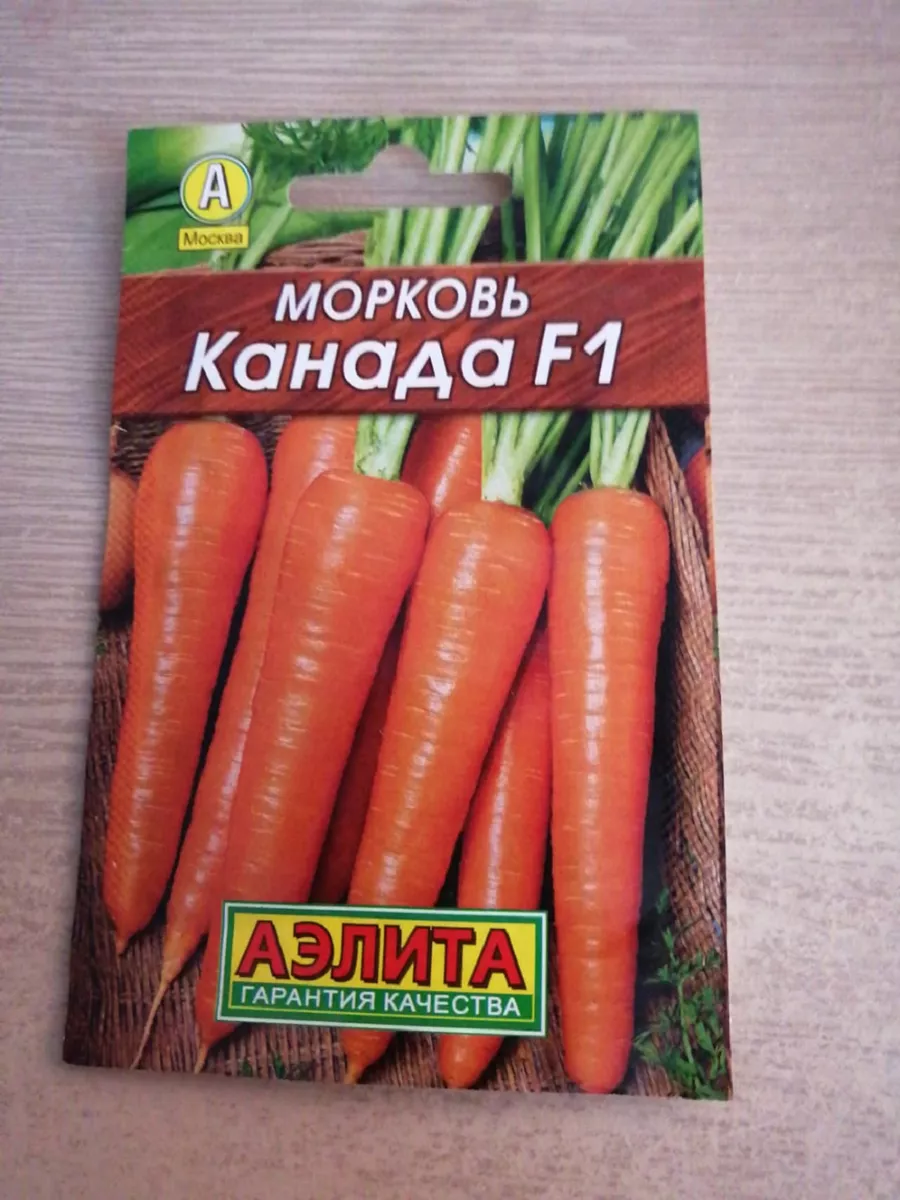 А
Москва
МОРКОВЬ
Канада F1
АЭЛИТА
ГАРАНТИЯ КАЧЕСТВА